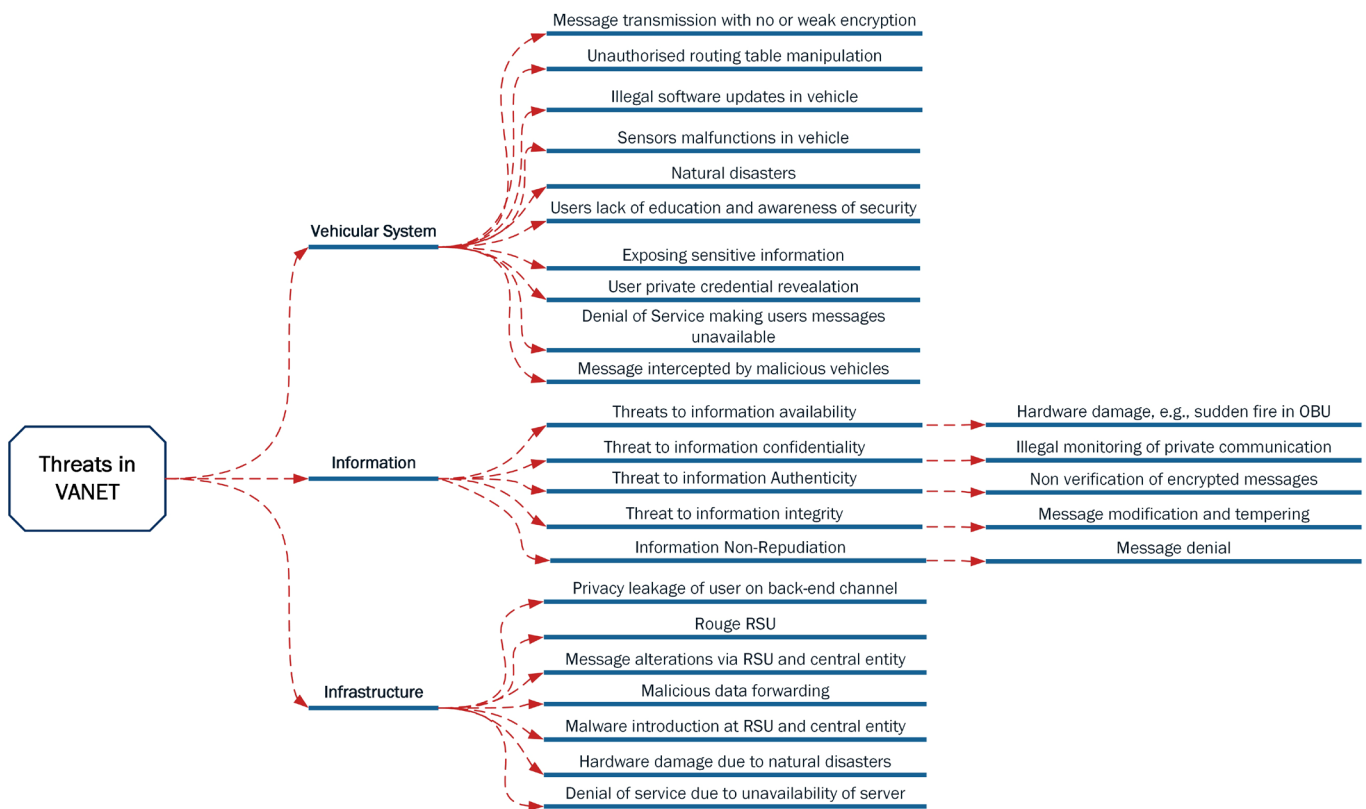 Message transmission with no or weak encryption
Unauthorised routing table manipulation
Illegal software updates in vehicle
Sensors malfunctions in vehicle
Natural disasters
Users lack of education and awareness of security
Vehicular System
Exposing sensitive information
User private credential revealation
Denial of Service making users messages
unavailable
Message intercepted by malicious vehicles
Threats in
VANET
Information
Threats to information availability
Hardware damage, e.g., sudden fire in OBU
Threat to information confidentiality
Illegal monitoring of private communication
Threat to information Authenticity
Non verification of encrypted messages
Threat to information integrity
Message modification and tempering
Information Non-Repudiation
Message denial
Infrastructure
Privacy leakage of user on back-end channel
Rouge RSU
Message alterations via RSU and central entity
Malicious data forwarding
Malware introduction at RSU and central entity
Hardware damage due to natural disasters
Denial of service due to unavailability of server